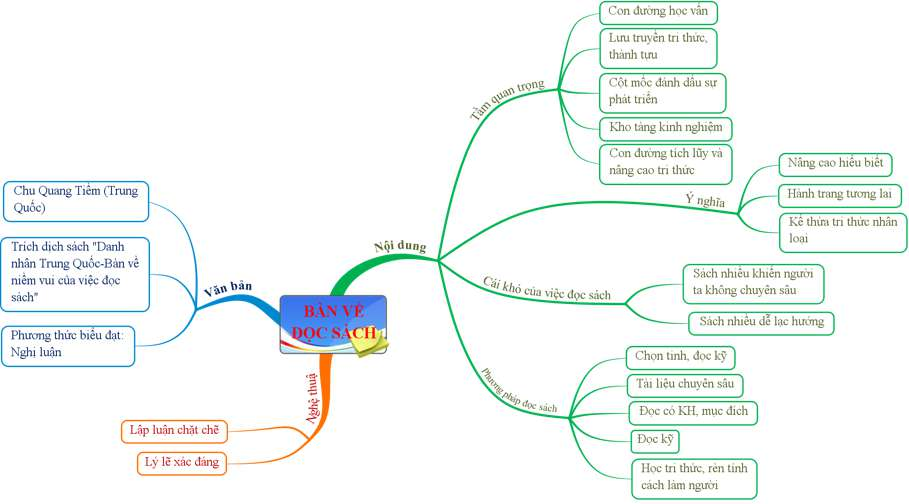 BÀN VỀ
ĐỌC SÁCH
Văn bản
Chu Quang Tiềm (Trung
Quốc)
Trích dịch sách "Danh
nhân Trung Quốc-Bàn về
niềm vui của việc đọc
sách"
Phương thức biểu đạt:
Nghị luận
Nghệ thuậ
Lập luận chặt chẽ
Lý lẽ xác đáng
Nội dung
Tầm quan trọng
Con đường học vấn
Lưu truyền tri thức,
thành tựu
Cột mốc đánh dấu sự
phát triển
Kho tàng kinh nghiệm
Con đường tích lũy và
nâng cao tri thức
Ý nghĩa
Nâng cao hiểu biết
Hành trang tương lai
Kế thừa tri thức nhân
loại
Cái khó của việc đọc sách
Sách nhiều khiến người
ta không chuyên sâu
Sách nhiều dễ lạc hướng
Phương pháp đọc sách
Chọn tinh, đọc kỹ
Tài liệu chuyên sâu
Đọc có KH, mục đích
Đọc kỹ
Học tri thức, rèn tính
cách làm người